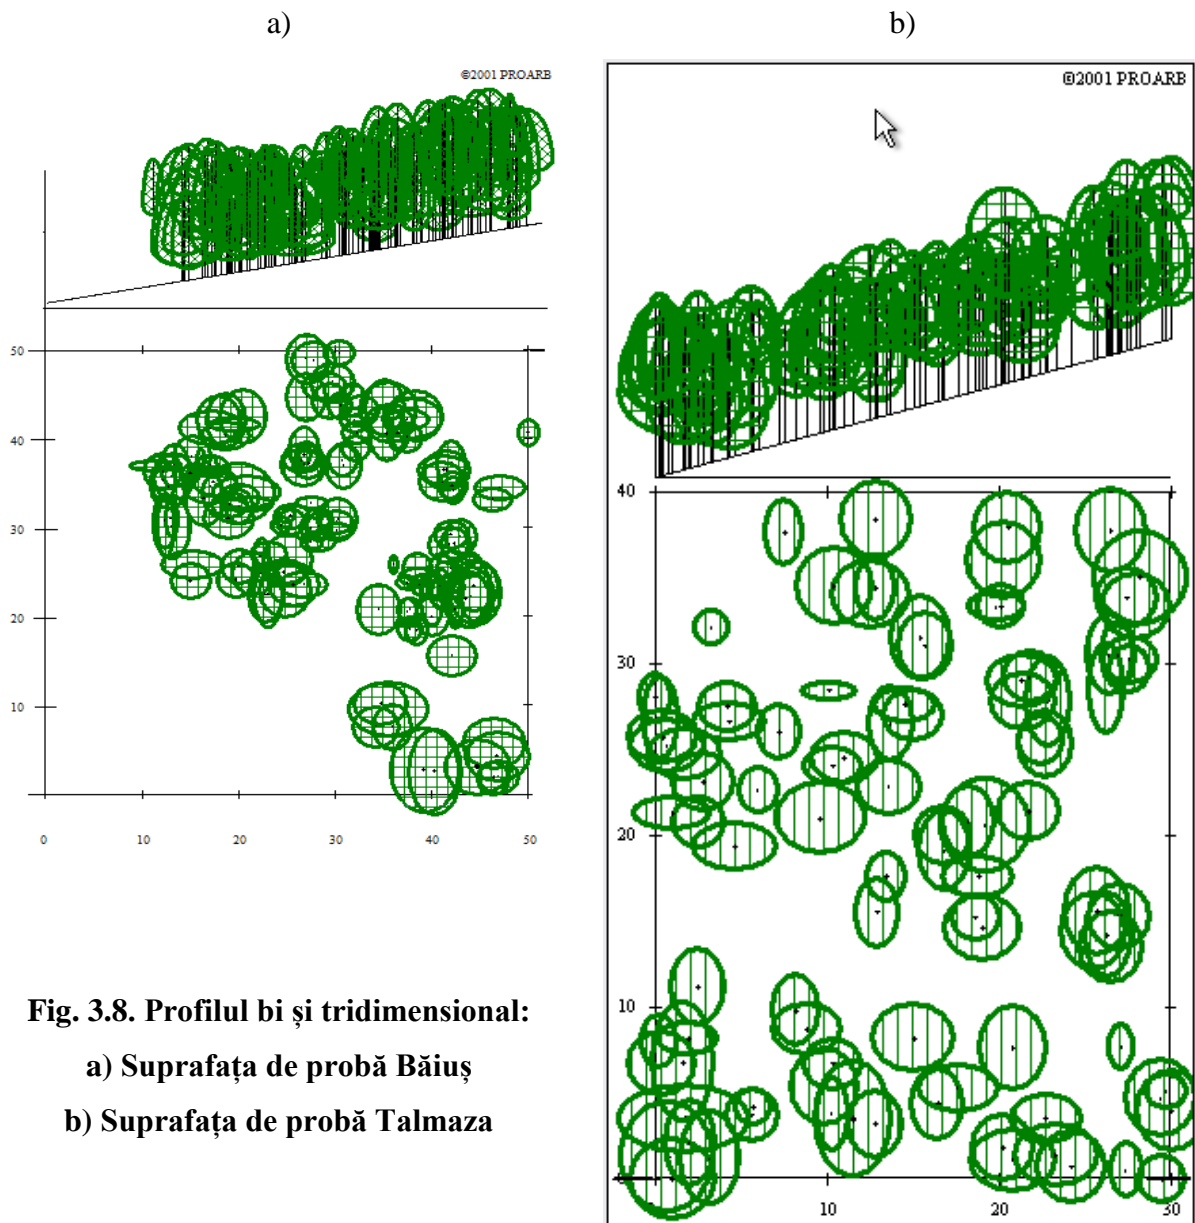 a)
b)
©2001 PROARB
©2001 PROARB
50
40
30
20
10
0 10 20 30 40 50
40
30
20
10
10 20 30
Fig. 3.8. Profilul bi și tridimensional:
a) Suprafața de probă Băiuș
b) Suprafața de probă Talmaza